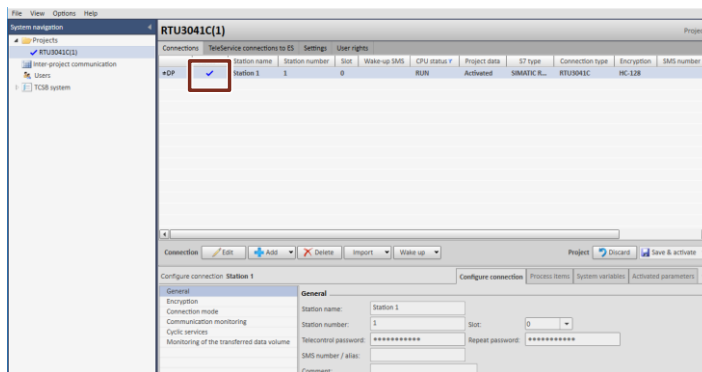 File View Options Help
System navigation
RTU3041C(1)
Projec
Projects
RTU3041C(1)
Inter-project communication
Users
TCSB system
Connections TeleService connections to ES Settings User rights
Station name Station number Slot Wake-up SMS CPU status Project data S7 type Connection type Encryption SMS number
DP Station 1 1 0 RUN Activated SIMATIC R... RTU3041C HC-128
Connection Edit Add Delete Import Wake up Project Discard Save & activate
Configure connection Station 1
Configure connection Process items System variables Activated parameters
General
Encryption
Connection mode
Communication monitoring
Cyclic services
Monitoring of the transferred data volume
General
Station name: Station 1
Station number: 1 Slot: 0
Telecontrol password: *********** Repeat password: ***********
SMS number / alias:
Comment: